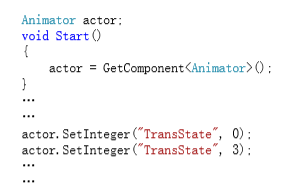 Animator actor;
void Start()
{
    actor = GetComponent<Animator>();
}
…
…
actor.SetInteger("TransState", 0);
actor.SetInteger("TransState", 3);
…
…